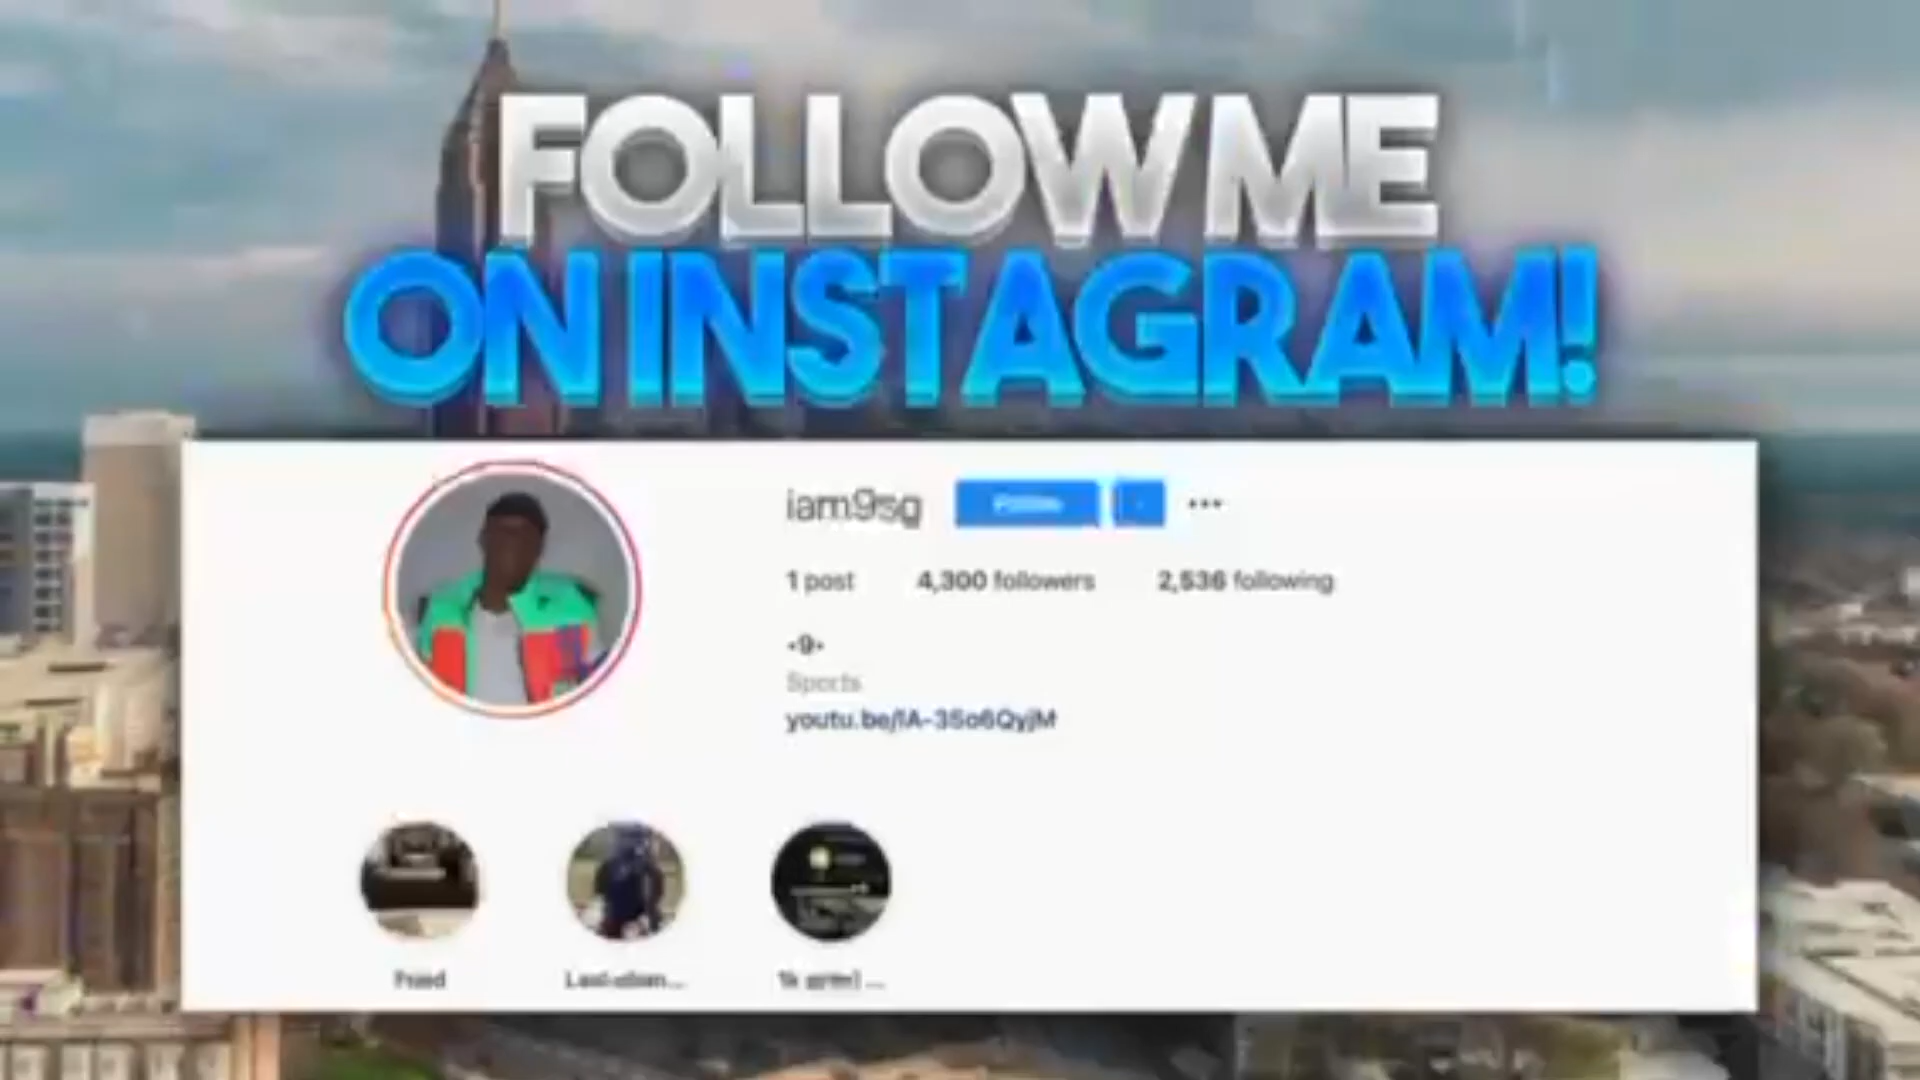 FOLLOW ME
ON INSTAGRAM!
iam9sg Follow ...
1 post 4,300 followers 2,536 following
•9•
Sports
youtu.be/lA-35o6QyjM